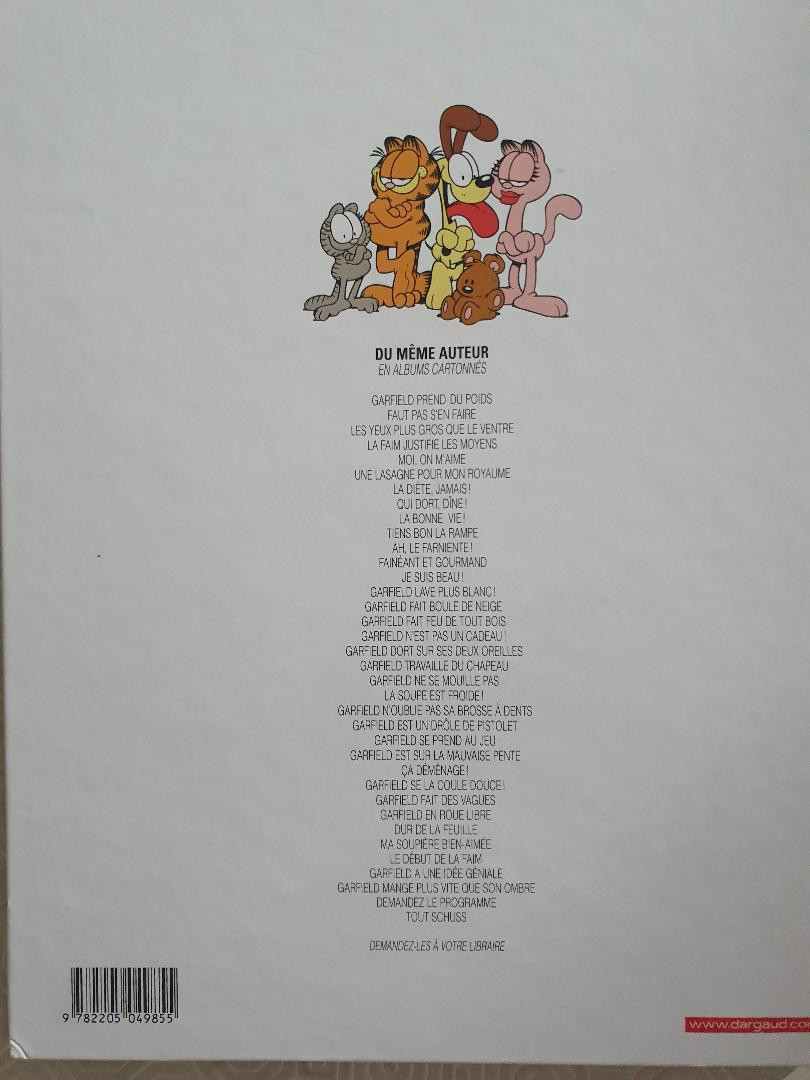 DU MÊME AUTEUR
EN ALBUMS CARTONNÉS
GARFIELD PREND DU POIDS
FAUT PAS S'EN FAIRE
LES YEUX PLUS GROS QUE LE VENTRE
LA FAIM JUSTIFIE LES MOYENS
MOI, ON M'AIME
UNE LASAGNE POUR MON ROYAUME
LA DIÈTE, JAMAIS !
QUI DORT, DÎNE !
LA BONNE VIE !
TIENS BON LA RAMPE
AH, LE FARNIENTE !
FAINÉANT ET GOURMAND
JE SUIS BEAU !
GARFIELD LAVE PLUS BLANC !
GARFIELD FAIT BOULE DE NEIGE
GARFIELD FAIT FEU DE TOUT BOIS
GARFIELD N'EST PAS UN CADEAU !
GARFIELD DORT SUR SES DEUX OREILLES
GARFIELD TRAVAILLE DU CHAPEAU
GARFIELD NE SE MOUILLE PAS
LA SOUPE EST FROIDE !
GARFIELD N'OUBLIE PAS SA BROSSE À DENTS
GARFIELD EST UN DRÔLE DE PISTOLET
GARFIELD SE PREND AU JEU
GARFIELD EST SUR LA MAUVAISE PENTE
ÇA DÉMÉNAGE !
GARFIELD SE LA COULE DOUCE !
GARFIELD FAIT DES VAGUES
GARFIELD EN ROUE LIBRE
DUR DE LA FEUILLE
MA SOUPIÈRE BIEN-AIMÉE
LE DÉBUT DE LA FAIM
GARFIELD A UNE IDÉE GÉNIALE
GARFIELD MANGE PLUS VITE QUE SON OMBRE
DEMANDEZ LE PROGRAMME
TOUT SCHUSS
DEMANDEZ-LES À VOTRE LIBRAIRE
9 782205 049855
www.dargaud.com